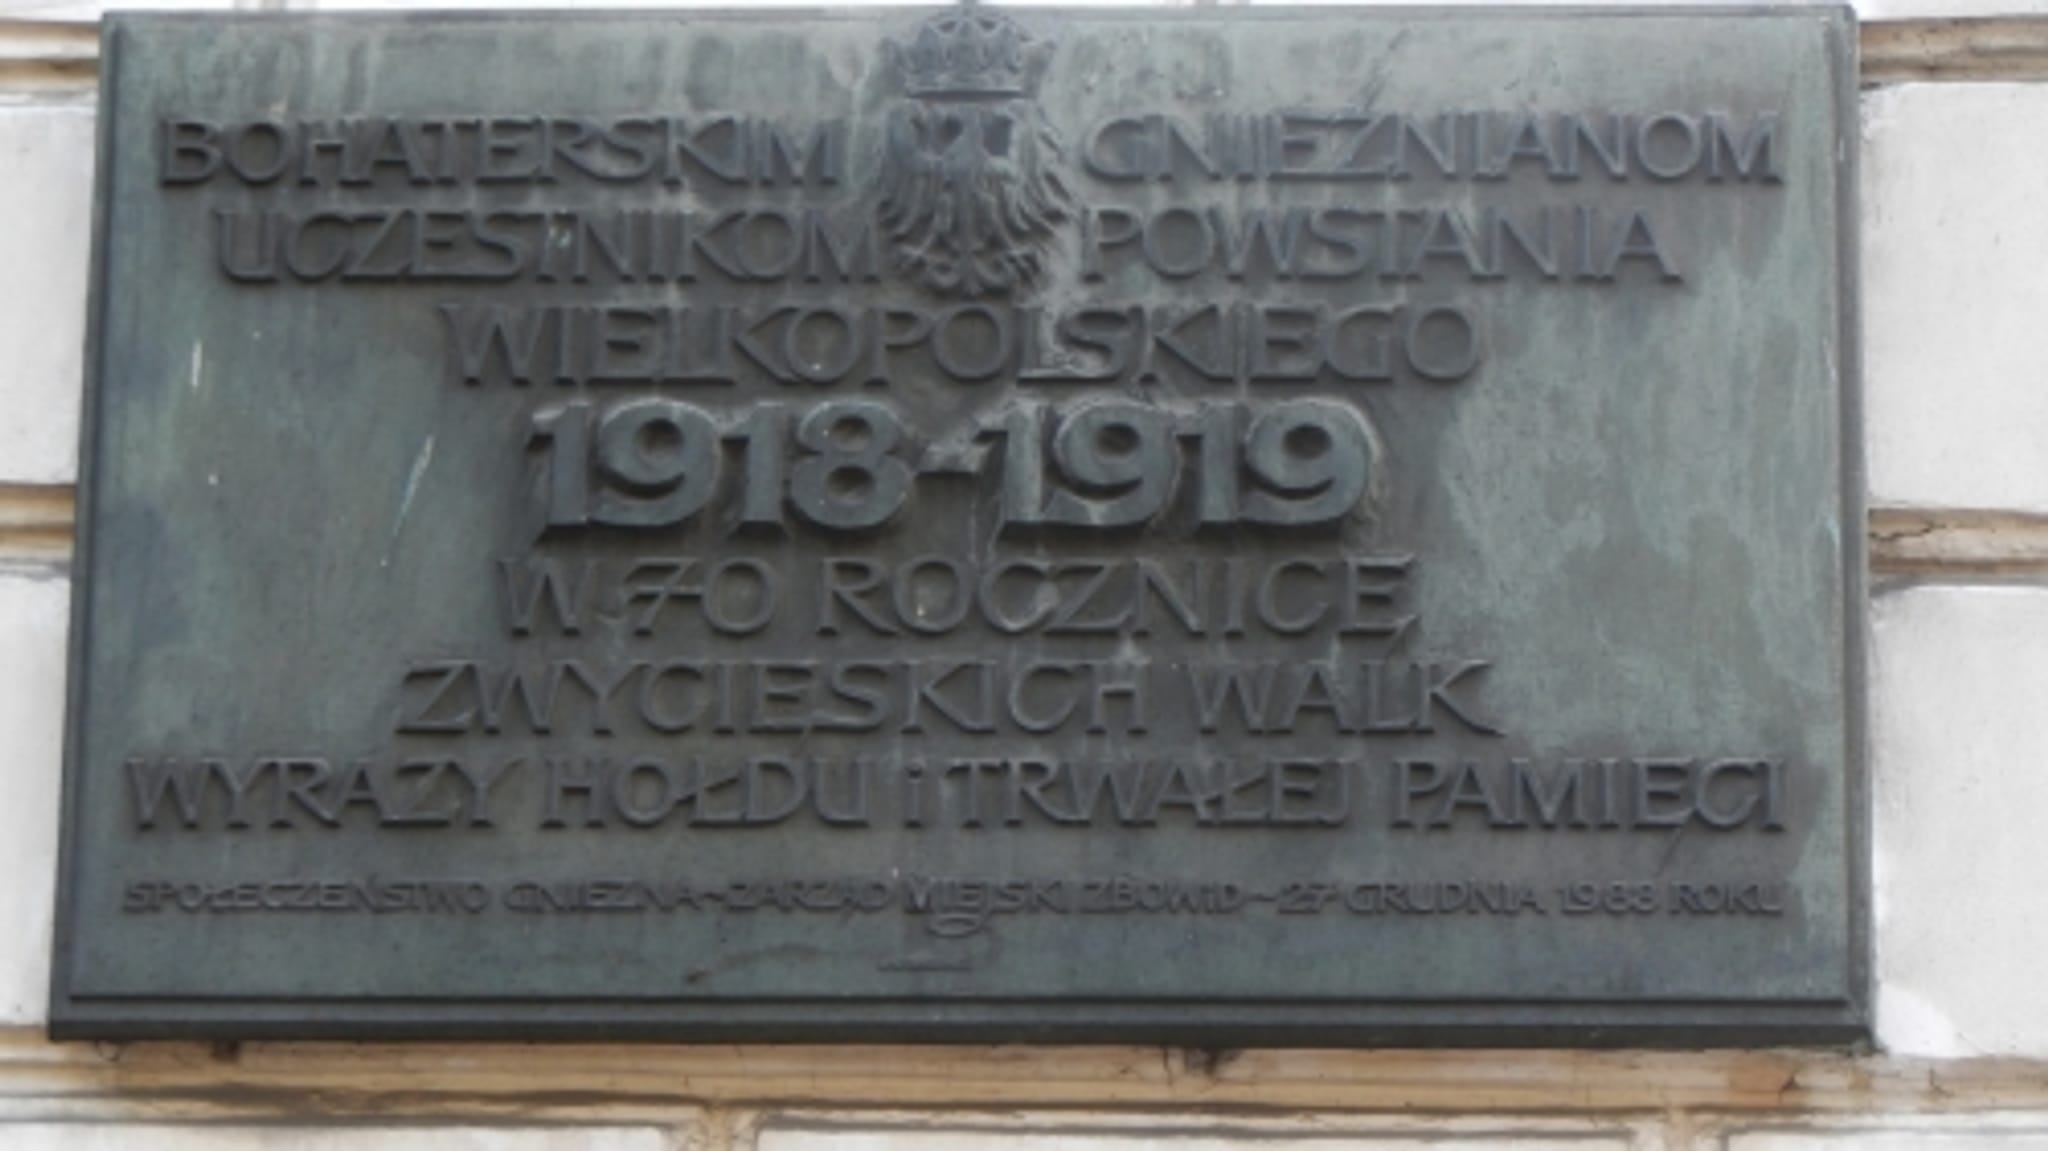 BOHATERSKIM GNIEŹNIANOM
UCZESTNIKOM POWSTANIA
WIELKOPOLSKIEGO
1918-1919
W 70 ROCZNICĘ
ZWYCIĘSKICH WALK
WYRAZY HOŁDU i TRWAŁEJ PAMIĘCI
SPOŁECZEŃSTWO GNIEZNA~ZARZĄD MIEJSKI ZBOWiD~27 GRUDNIA 1988 ROKU